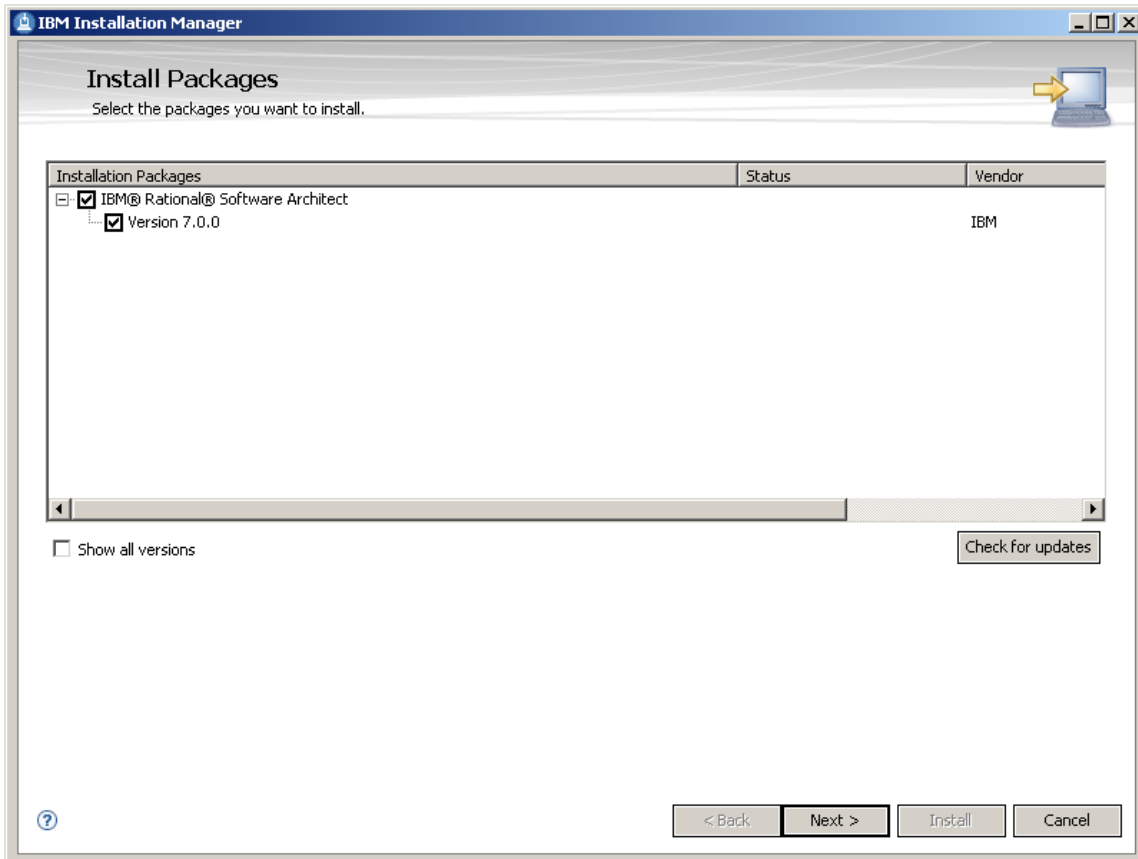 IBM Installation Manager
Install Packages
Select the packages you want to install.
Installation Packages Status Vendor
IBM® Rational® Software Architect
Version 7.0.0 IBM
Show all versions Check for updates
? < Back Next > Install Cancel